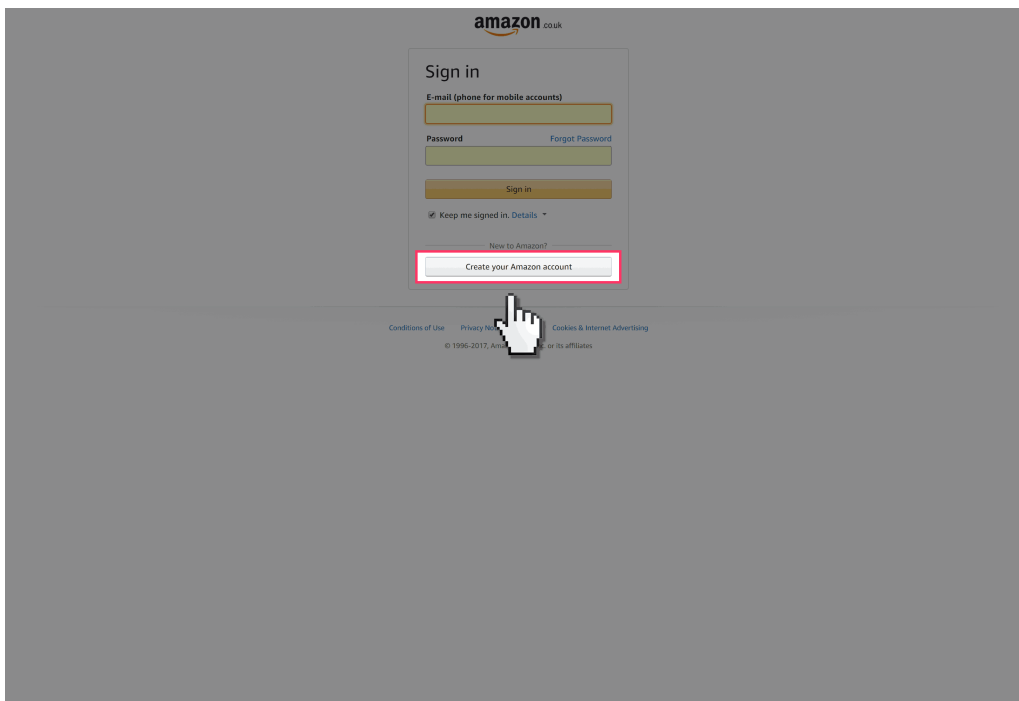 amazon.co.uk
Sign in
E-mail (phone for mobile accounts)
Password Forgot Password
Sign in
Keep me signed in. Details
New to Amazon?
Create your Amazon account
Conditions of Use Privacy Cookies & Internet Advertising
© 1996-2017, or its affiliates